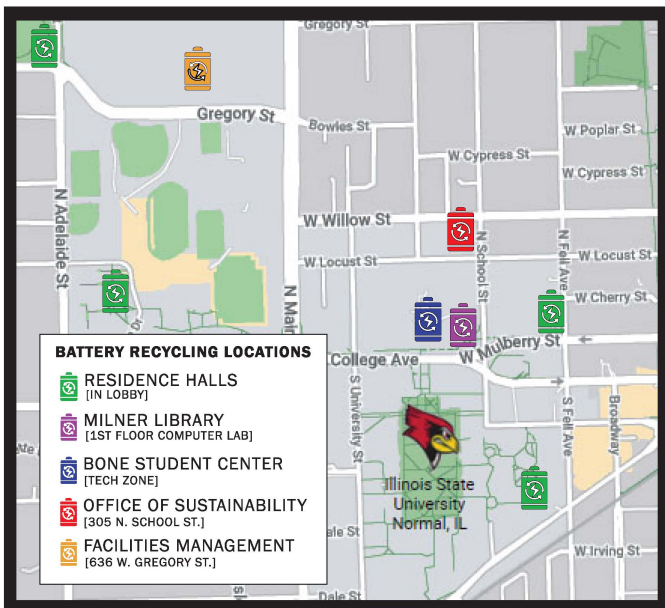 Gregory St
Gregory St
Bowles St
W Poplar St
W Cypress St
W Cypress St
N Adelaide St
W Willow St
N School St
N Fell Ave
W Locust St
W Locust St
W Cherry St
N Main
Dr
College Ave
W Mulberry St
S University St
S Fell Ave
Broadway
Illinois State
University
Normal, IL
W Irving St
Dale St
BATTERY RECYCLING LOCATIONS
RESIDENCE HALLS
[IN LOBBY]
MILNER LIBRARY
[1ST FLOOR COMPUTER LAB]
BONE STUDENT CENTER
[TECH ZONE]
OFFICE OF SUSTAINABILITY
[305 N. SCHOOL ST.]
FACILITIES MANAGEMENT
[636 W. GREGORY ST.]